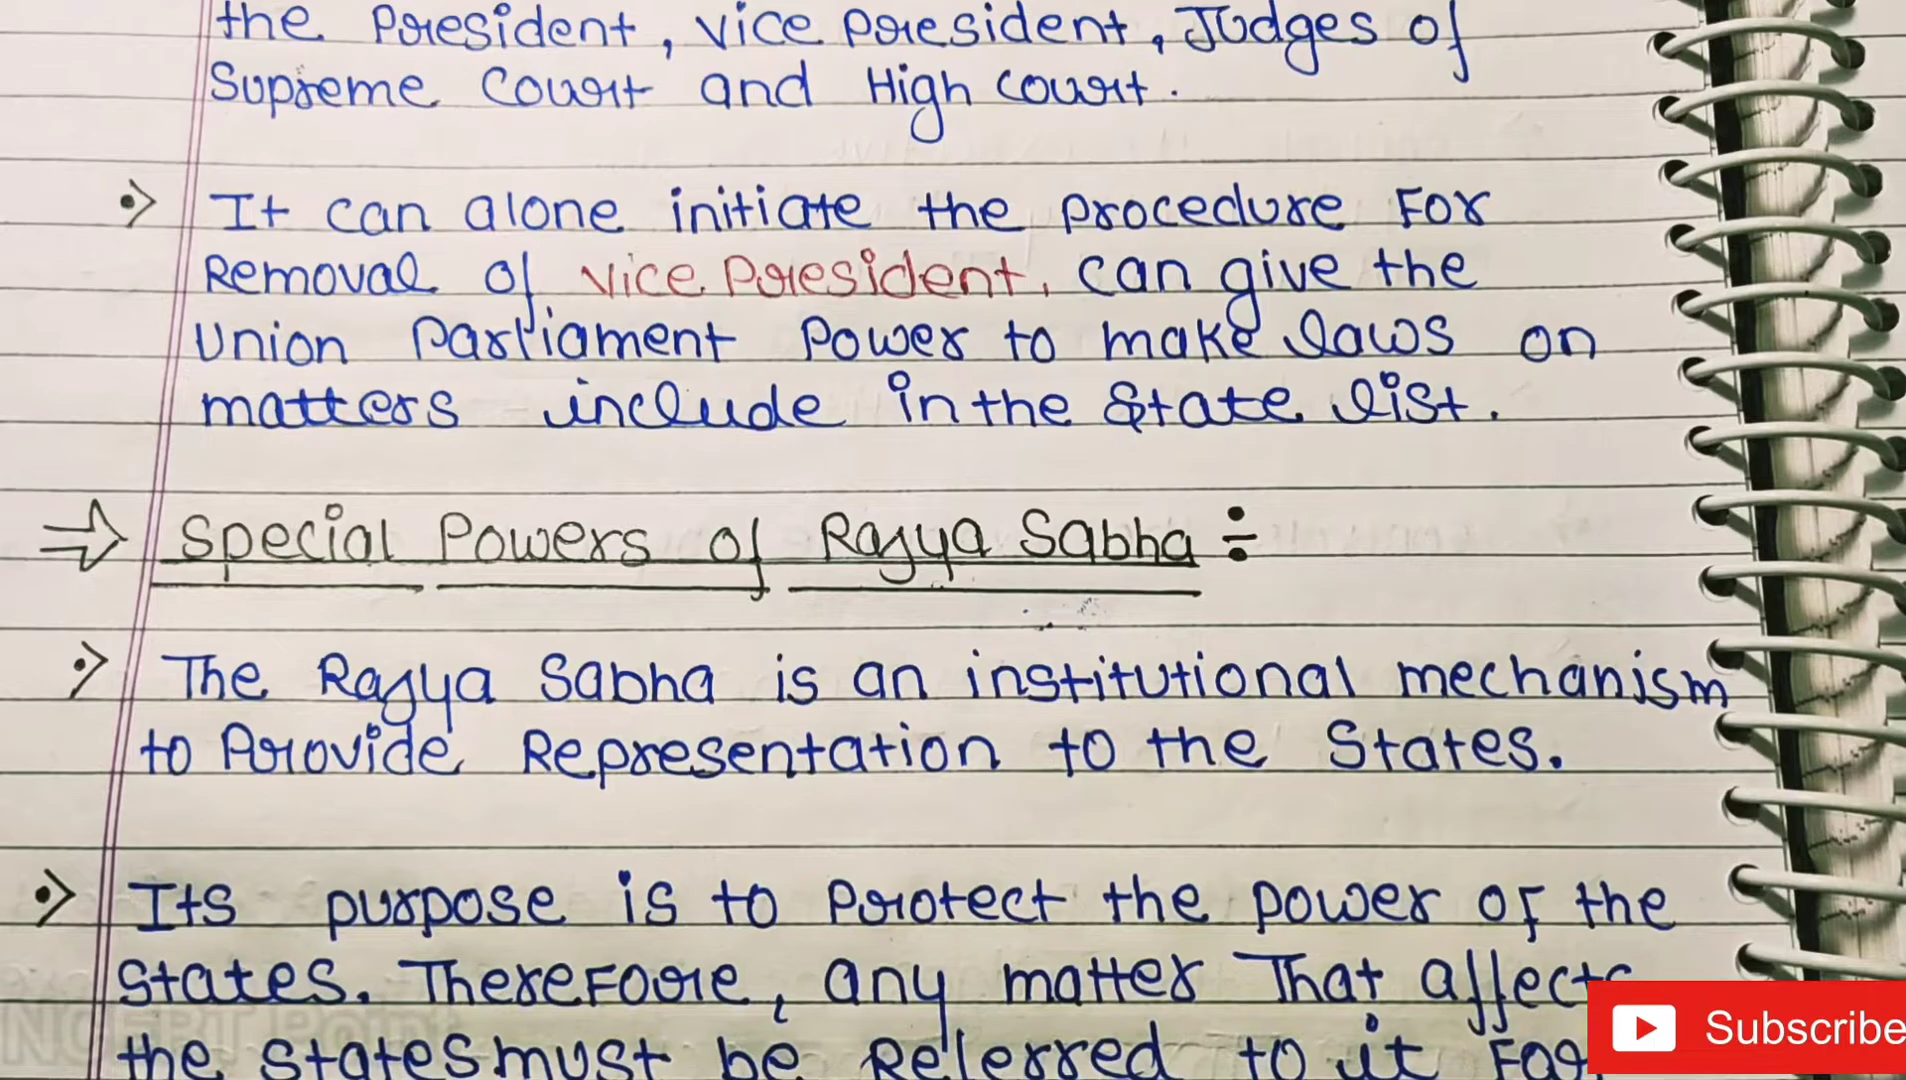 the President, Vice President, Judges of
Supreme Court and High Court.
It can alone initiate the procedure For
Removal of Vice President, can give the
Union Parliament Power to make laws on
matters include in the State list.
Special Powers of Rajya Sabha ÷
The Rajya Sabha is an institutional mechanism
to Provide Representation to the States.
Its purpose is to Protect the power of the
States. Therefore, any matter That affects
the states must be Referred to it For
NCERT Point
Subscribe